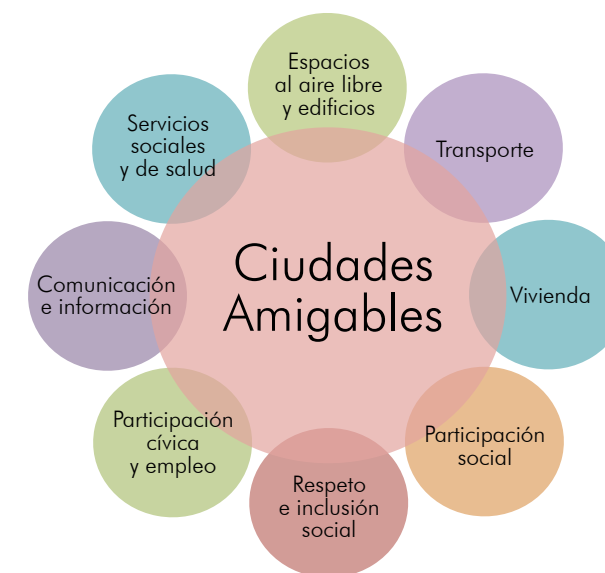 Espacios
al aire libre
y edificios
Transporte
Vivienda
Participación
social
Respeto
e inclusión
social
Participación
cívica
y empleo
Comunicación
e información
Servicios
sociales
y de salud
Ciudades
Amigables